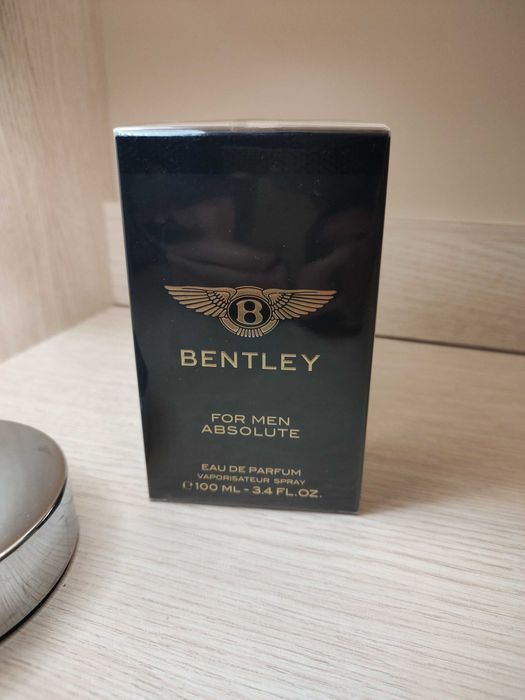 B
BENTLEY
FOR MEN
ABSOLUTE
EAU DE PARFUM
VAPORISATEUR SPRAY
℮100 ML - 3.4 FL.OZ.